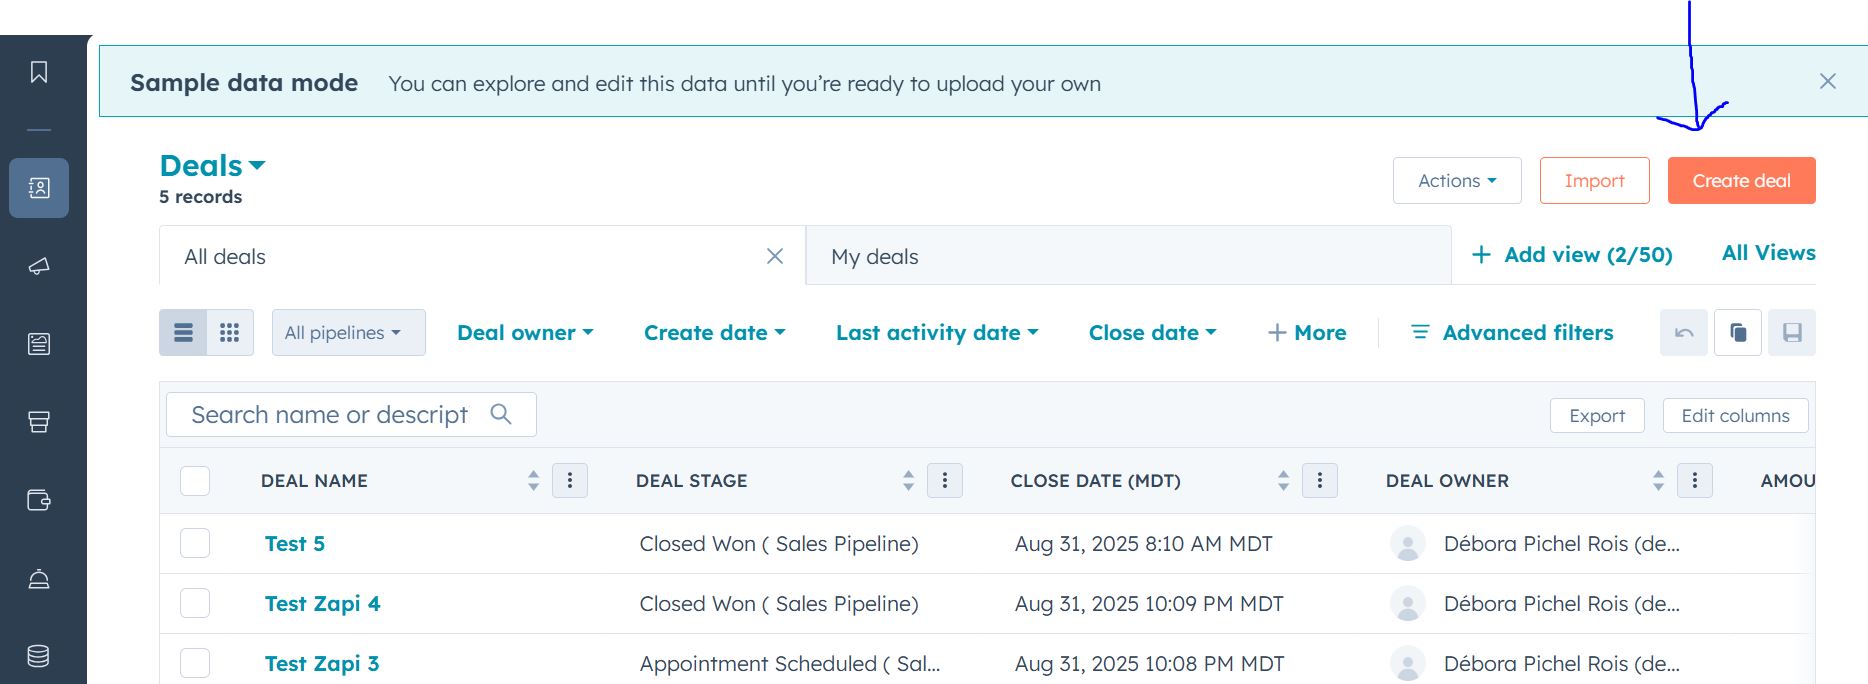 Sample data mode You can explore and edit this data until you’re ready to upload your own
Deals
5 records
Actions Import Create deal
All deals My deals + Add view (2/50) All Views
All pipelines Deal owner Create date Last activity date Close date + More Advanced filters
Search name or descript Export Edit columns
DEAL NAME DEAL STAGE CLOSE DATE (MDT) DEAL OWNER AMOU
Test 5 Closed Won ( Sales Pipeline) Aug 31, 2025 8:10 AM MDT Débora Pichel Rois (de...
Test Zapi 4 Closed Won ( Sales Pipeline) Aug 31, 2025 10:09 PM MDT Débora Pichel Rois (de...
Test Zapi 3 Appointment Scheduled ( Sal... Aug 31, 2025 10:08 PM MDT Débora Pichel Rois (de...